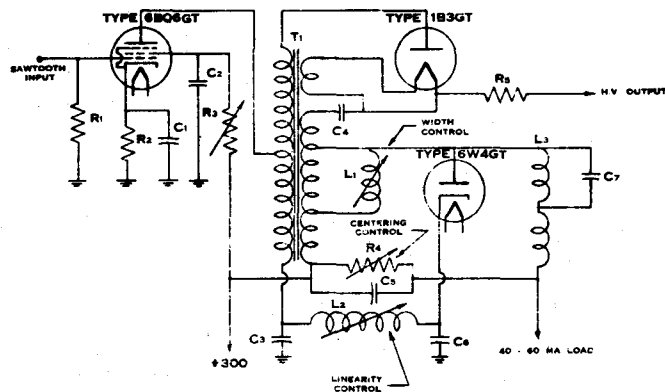 TYPE 6BQ6GT
TYPE 1B3GT
T1
SAWTOOTH
INPUT
C2
R3
R1
R2
C1
C4
R5
H.V OUTPUT
WIDTH
CONTROL
TYPE 6W4GT
L1
L3
C7
CENTERING
CONTROL
R4
C5
L2
C3
C6
+300
LINEARITY
CONTROL
40 - 60 MA LOAD